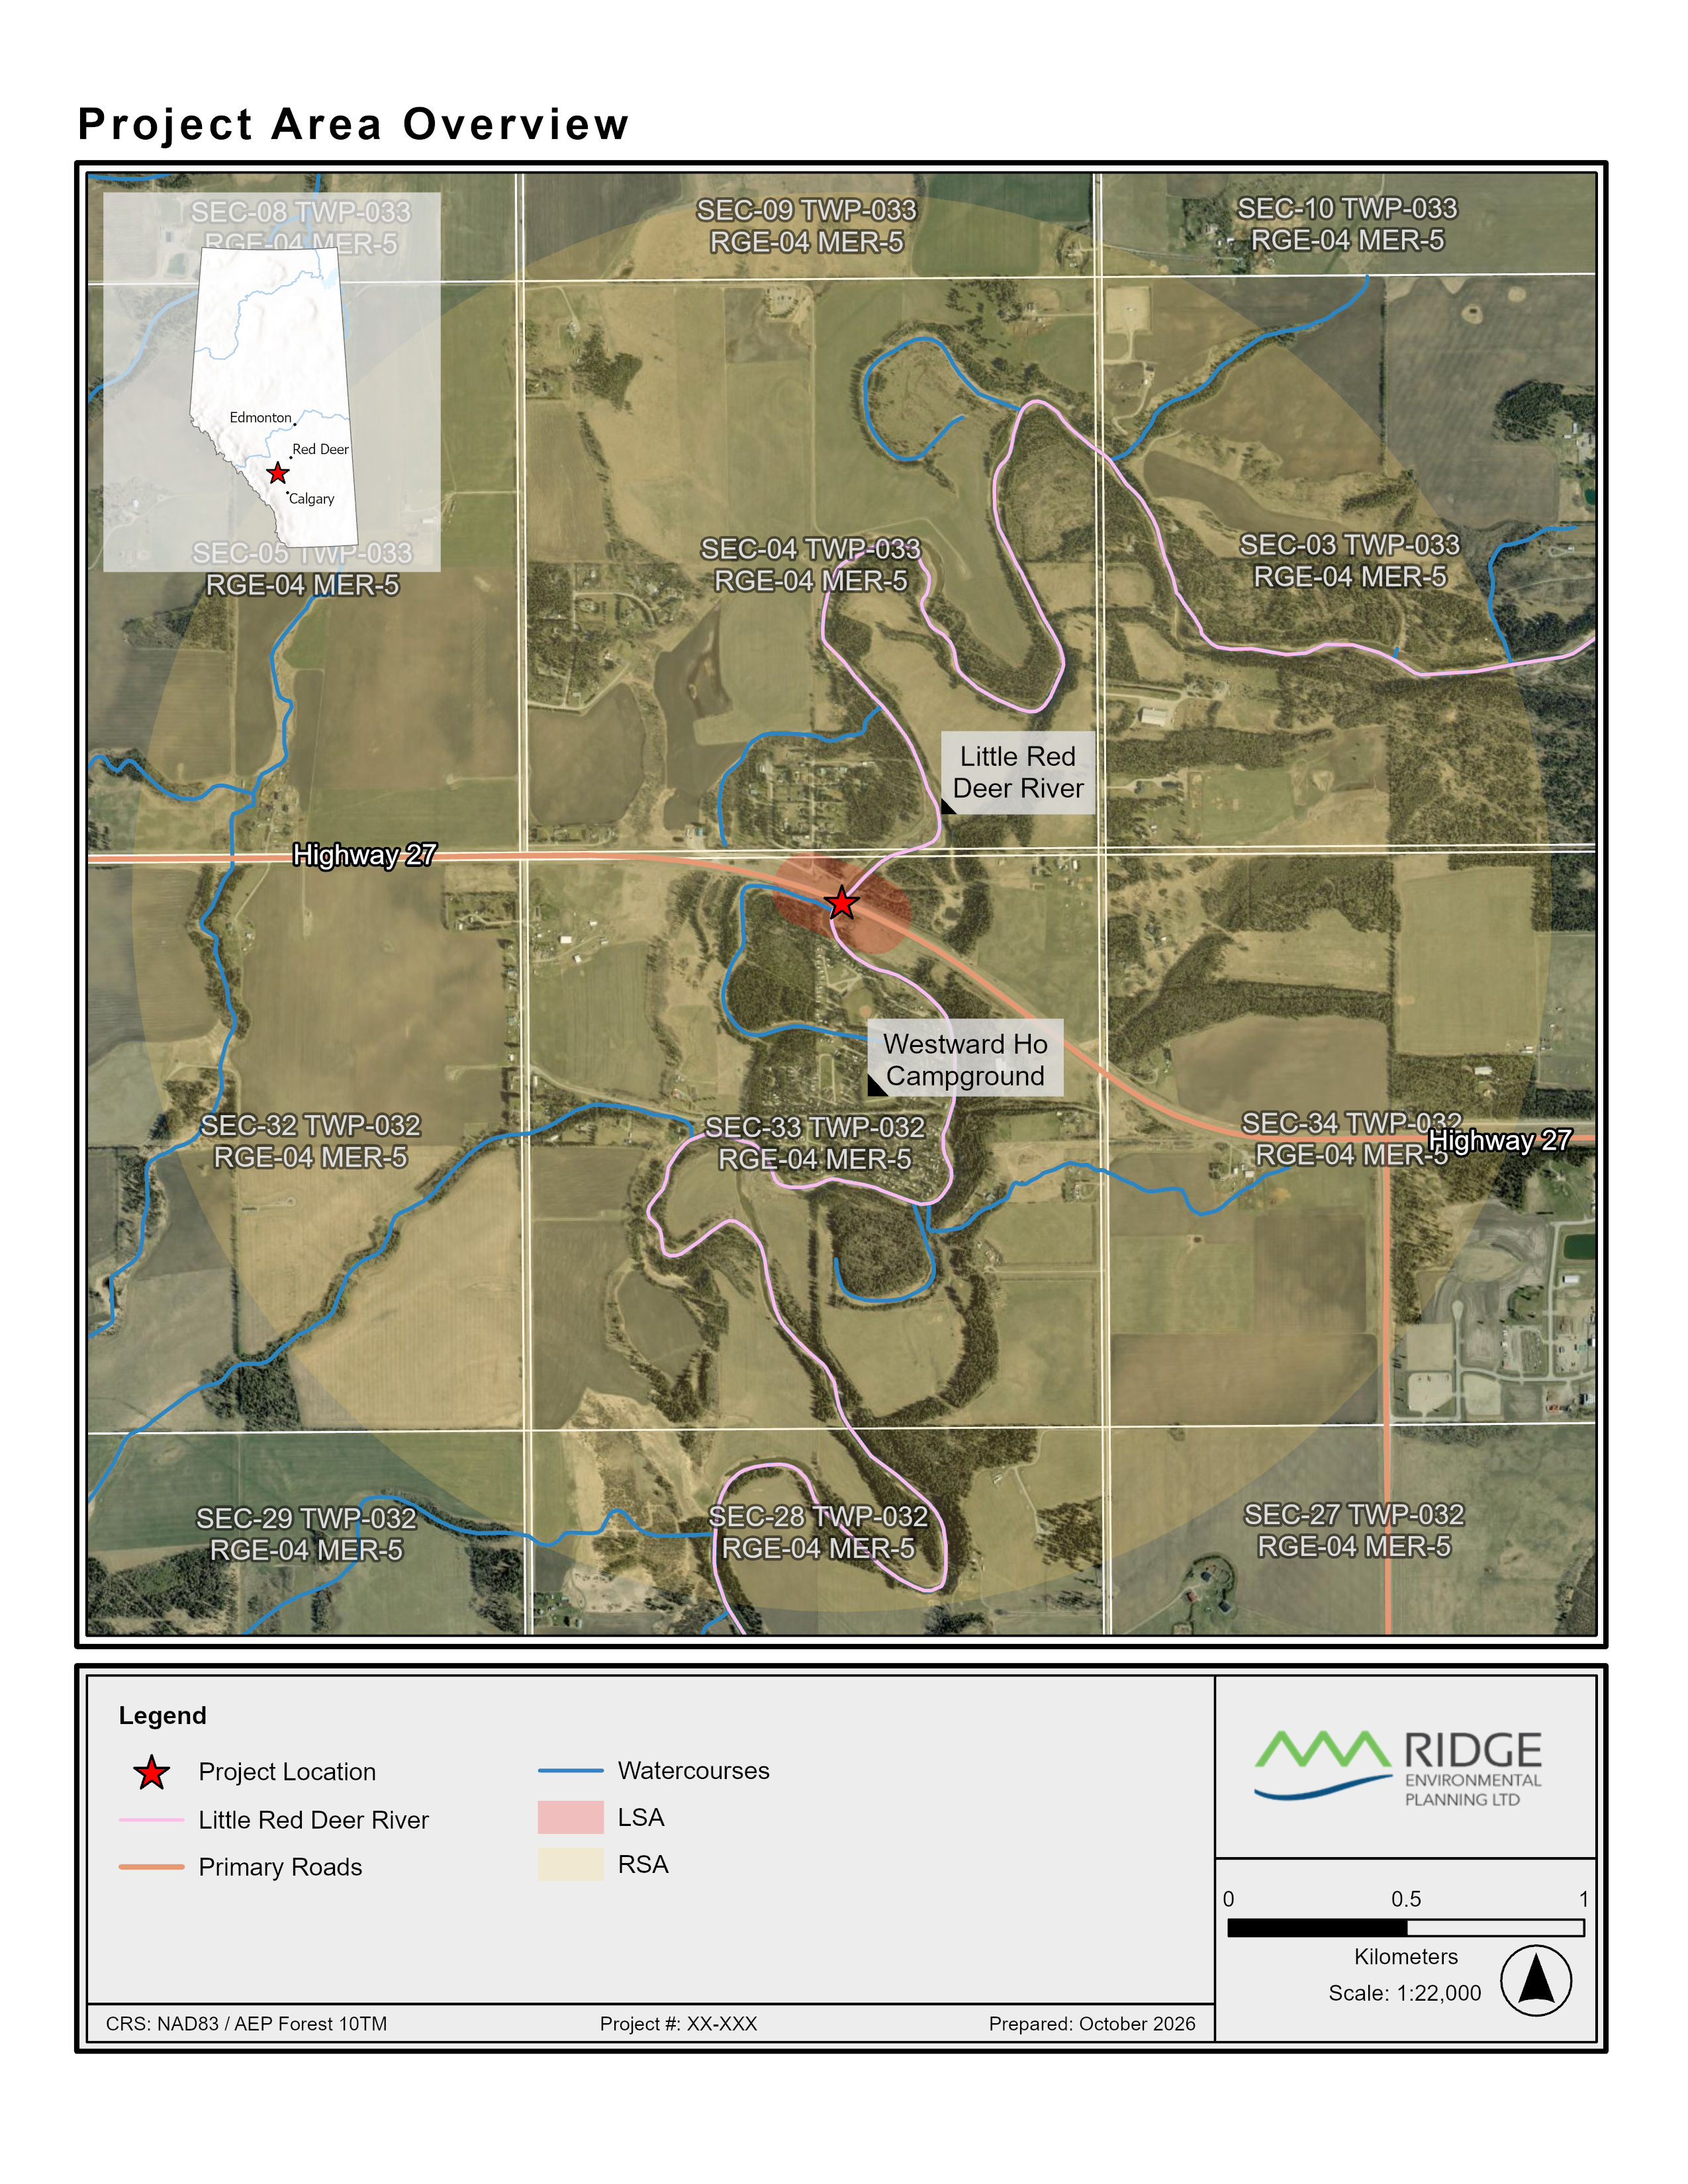 Project Area Overview
SEC-08 TWP-033
RGE-04 MER-5
SEC-09 TWP-033
RGE-04 MER-5
SEC-10 TWP-033
RGE-04 MER-5
Edmonton
Red Deer
Calgary
SEC-05 TWP-033
RGE-04 MER-5
SEC-04 TWP-033
RGE-04 MER-5
SEC-03 TWP-033
RGE-04 MER-5
Little Red
Deer River
Highway 27
Westward Ho
Campground
SEC-32 TWP-032
RGE-04 MER-5
SEC-33 TWP-032
RGE-04 MER-5
SEC-34 TWP-032
RGE-04 MER-5
Highway 27
SEC-29 TWP-032
RGE-04 MER-5
SEC-28 TWP-032
RGE-04 MER-5
SEC-27 TWP-032
RGE-04 MER-5
Legend
Project Location
Little Red Deer River
Primary Roads
Watercourses
LSA
RSA
RIDGE
ENVIRONMENTAL
PLANNING LTD
0 0.5 1
Kilometers
Scale: 1:22,000
CRS: NAD83 / AEP Forest 10TM
Project #: XX-XXX
Prepared: October 2026